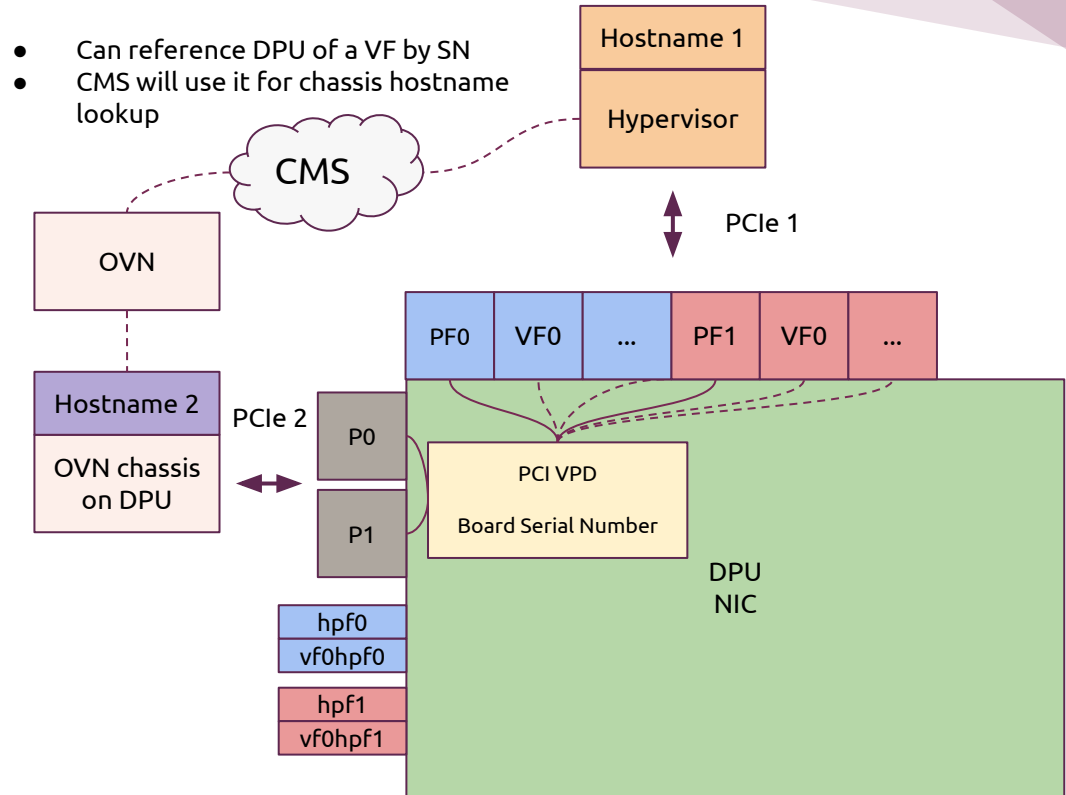 ● Can reference DPU of a VF by SN
● CMS will use it for chassis hostname
lookup
Hostname 1
Hypervisor
CMS
PCIe 1
OVN
PF0 VF0 ... PF1 VF0 ...
Hostname 2
PCIe 2
OVN chassis
on DPU
P0
P1
PCI VPD
Board Serial Number
DPU
NIC
hpf0
vf0hpf0
hpf1
vf0hpf1